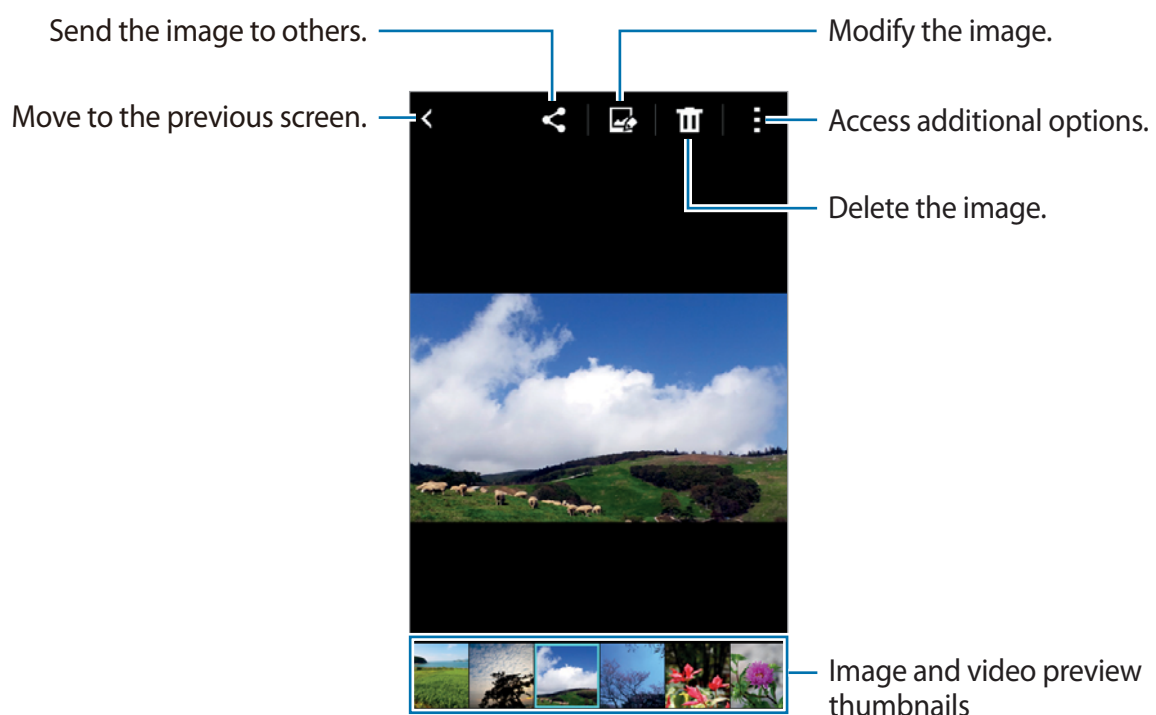 Send the image to others.
Modify the image.
Move to the previous screen.
Access additional options.
Delete the image.
Image and video preview
thumbnails